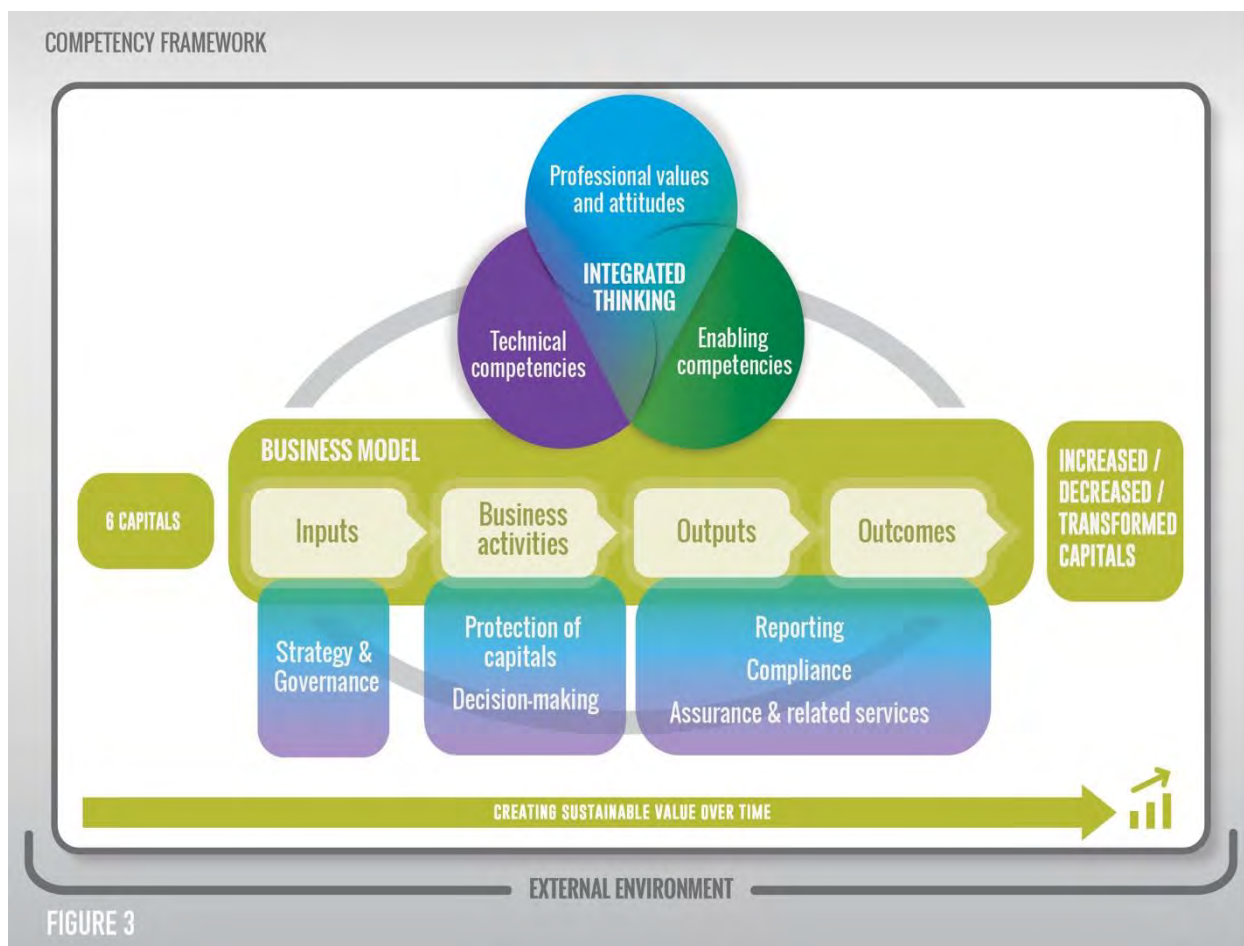 COMPETENCY FRAMEWORK
Professional values
and attitudes
INTEGRATED
THINKING
Technical
competencies
Enabling
competencies
BUSINESS MODEL
6 CAPITALS
Inputs
Business
activities
Outputs
Outcomes
INCREASED /
DECREASED /
TRANSFORMED
CAPITALS
Strategy &
Governance
Protection of
capitals
Decision-making
Reporting
Compliance
Assurance & related services
CREATING SUSTAINABLE VALUE OVER TIME
EXTERNAL ENVIRONMENT
FIGURE 3